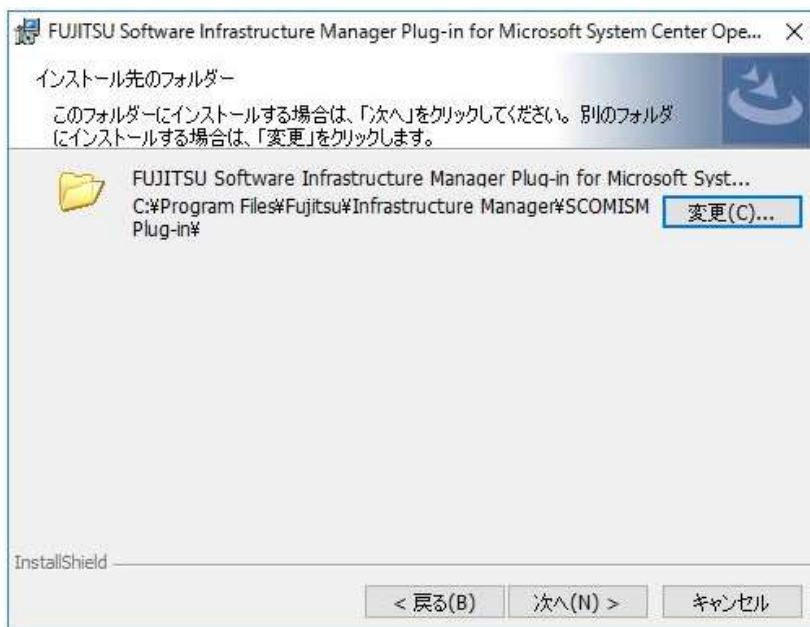 FUJITSU Software Infrastructure Manager Plug-in for Microsoft System Center Ope...
インストール先のフォルダー
このフォルダーにインストールする場合は、「次へ」をクリックしてください。別のフォルダ
にインストールする場合は、「変更」をクリックします。
FUJITSU Software Infrastructure Manager Plug-in for Microsoft Syst...
C:¥Program Files¥Fujitsu¥Infrastructure Manager¥SCOMISM
Plug-in¥
変更(C)...
InstallShield
< 戻る(B)
次へ(N) >
キャンセル